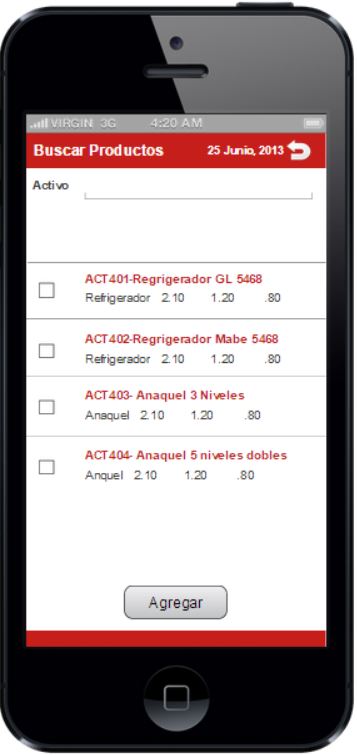 VIRGIN 3G 4:20 AM
Buscar Productos 25 Junio, 2013
Activo
ACT401-Regrigerador GL 5468
Refrigerador 2.10 1.20 .80
ACT402-Regrigerador Mabe 5468
Refrigerador 2.10 1.20 .80
ACT403- Anaquel 3 Niveles
Anaquel 2.10 1.20 .80
ACT404- Anaquel 5 niveles dobles
Anquel 2.10 1.20 .80
Agregar